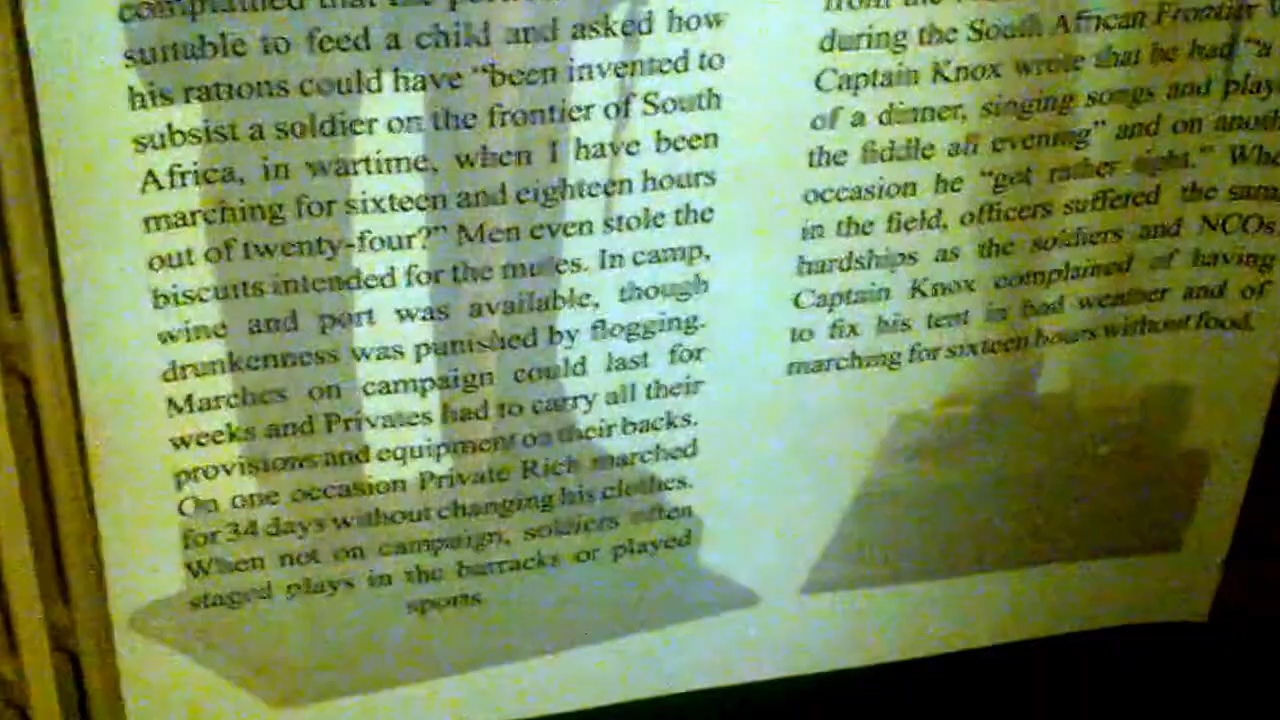 complained that the
suitable to feed a child and asked how
his rations could have "been invented to
subsist a soldier on the frontier of South
Africa, in wartime, when I have been
marching for sixteen and eighteen hours
out of twenty-four?" Men even stole the
biscuits intended for the mules. In camp,
wine and port was available, though
drunkenness was punished by flogging.
Marches on campaign could last for
weeks and Privates had to carry all their
provisions and equipment on their backs.
On one occasion Private Rich marched
for 34 days without changing his clothes.
When not on campaign, soldiers often
staged plays in the barracks or played
sports
from the
during the South African Frontier
Captain Knox wrote that he had "a
of a dinner, singing songs and play
the fiddle all evening" and on anoth
occasion he "got rather tight." Whe
in the field, officers suffered the same
hardships as the soldiers and NCOs
Captain Knox complained of having
to fix his tent in bad weather and of
marching for sixteen hours without food.